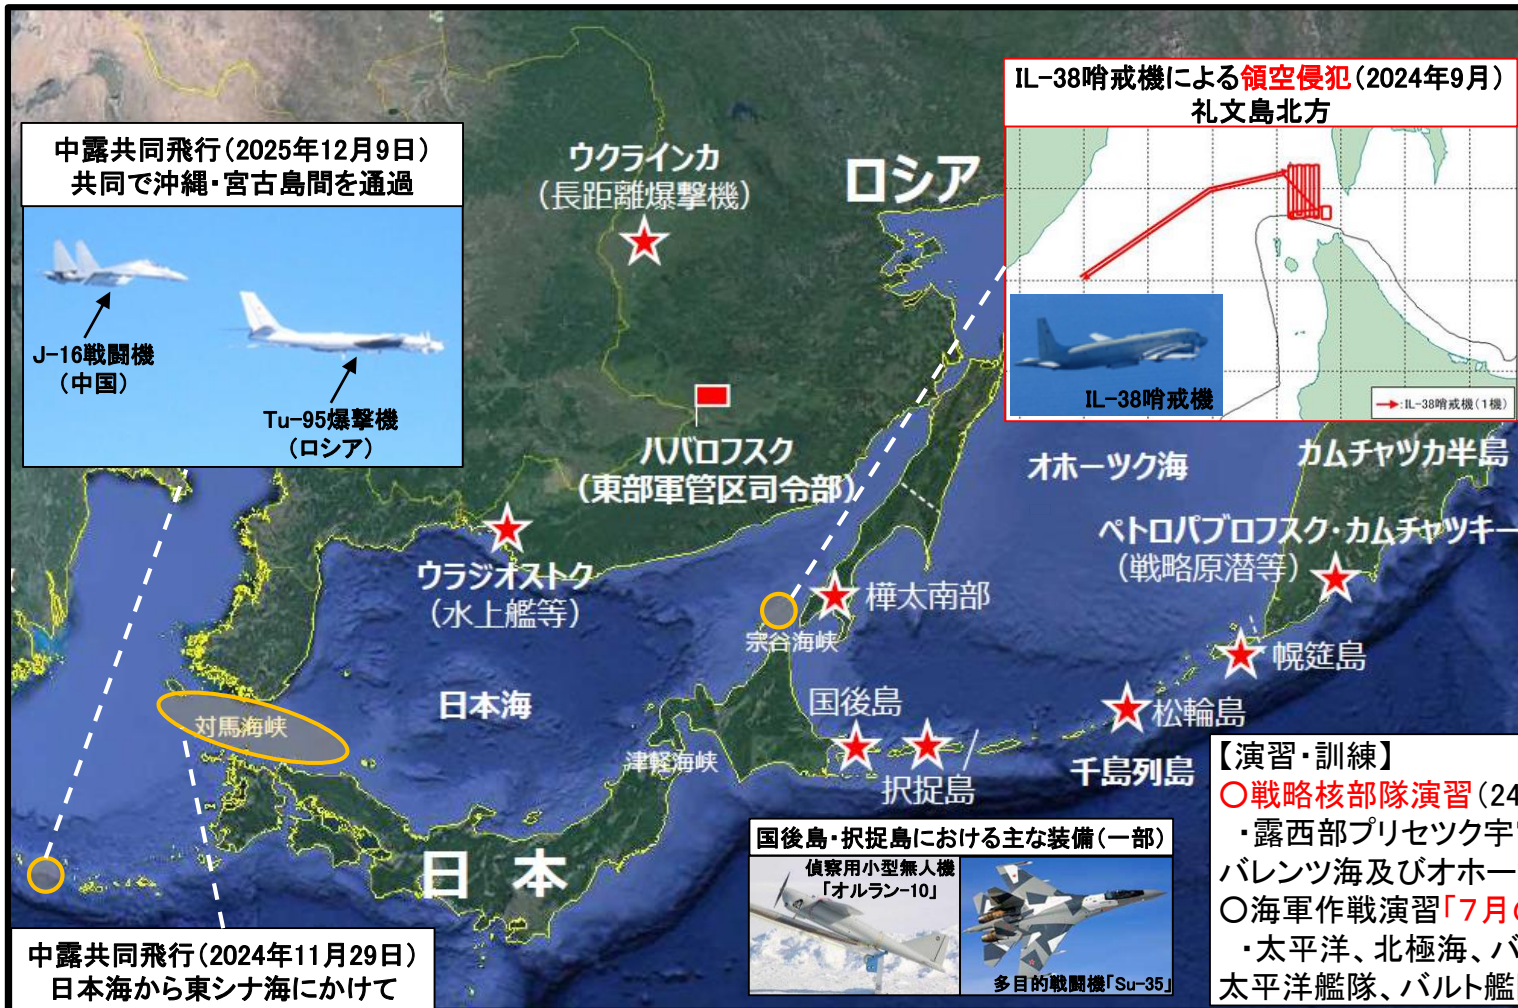 IL-38哨戒機による領空侵犯(2024年9月)
礼文島北方
:IL-38哨戒機(1機)
IL-38哨戒機
中露共同飛行(2025年12月9日)
共同で沖縄・宮古島間を通過
J-16戦闘機
(中国)
Tu-95爆撃機
(ロシア)
ウクラインカ
(長距離爆撃機)
ロシア
ハバロフスク
(東部軍管区司令部)
オホーツク海
カムチャツカ半島
ペトロパブロフスク・カムチャツキー
(戦略原潜等)
ウラジオストク
(水上艦等)
樺太南部
宗谷海峡
幌筵島
松輪島
千島列島
国後島
択捉島
日本海
対馬海峡
津軽海峡
日本
国後島・択捉島における主な装備(一部)
偵察用小型無人機
「オルラン-10」
多目的戦闘機「Su-35」
中露共同飛行(2024年11月29日)
日本海から東シナ海にかけて
【演習・訓練】
○戦略核部隊演習(24
・露西部プリセツク宇
バレンツ海及びオホー
○海軍作戦演習「7月
・太平洋、北極海、バ
太平洋艦隊、バルト艦